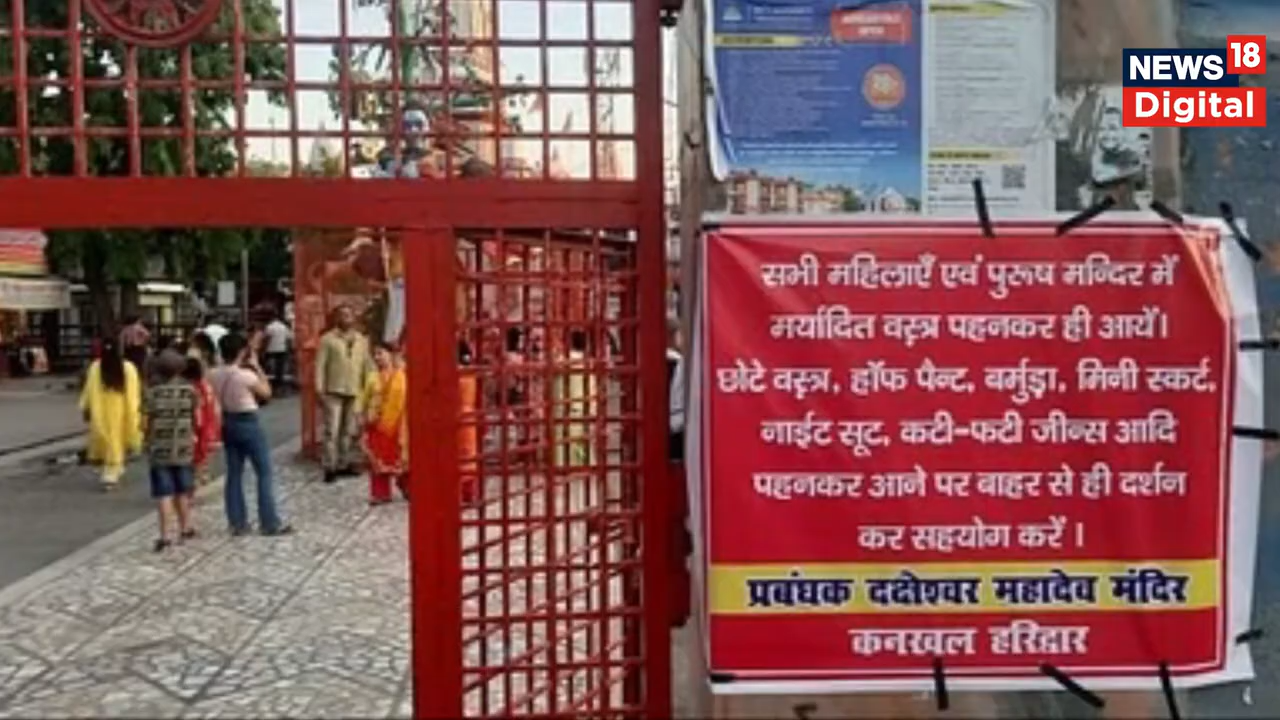 NEWS 18
Digital
सभी महिलाएँ एवं पुरूष मन्दिर में
मर्यादित वस्त्र पहनकर ही आयें।
छोटे वस्त्र, हॉफ पैन्ट, बर्मुड़ा, मिनी स्कर्ट,
नाईट सूट, कटी-फटी जीन्स आदि
पहनकर आने पर बाहर से ही दर्शन
कर सहयोग करें ।
प्रबंधक दक्षेश्वर महादेव मंदिर
कनखल हरिद्वार